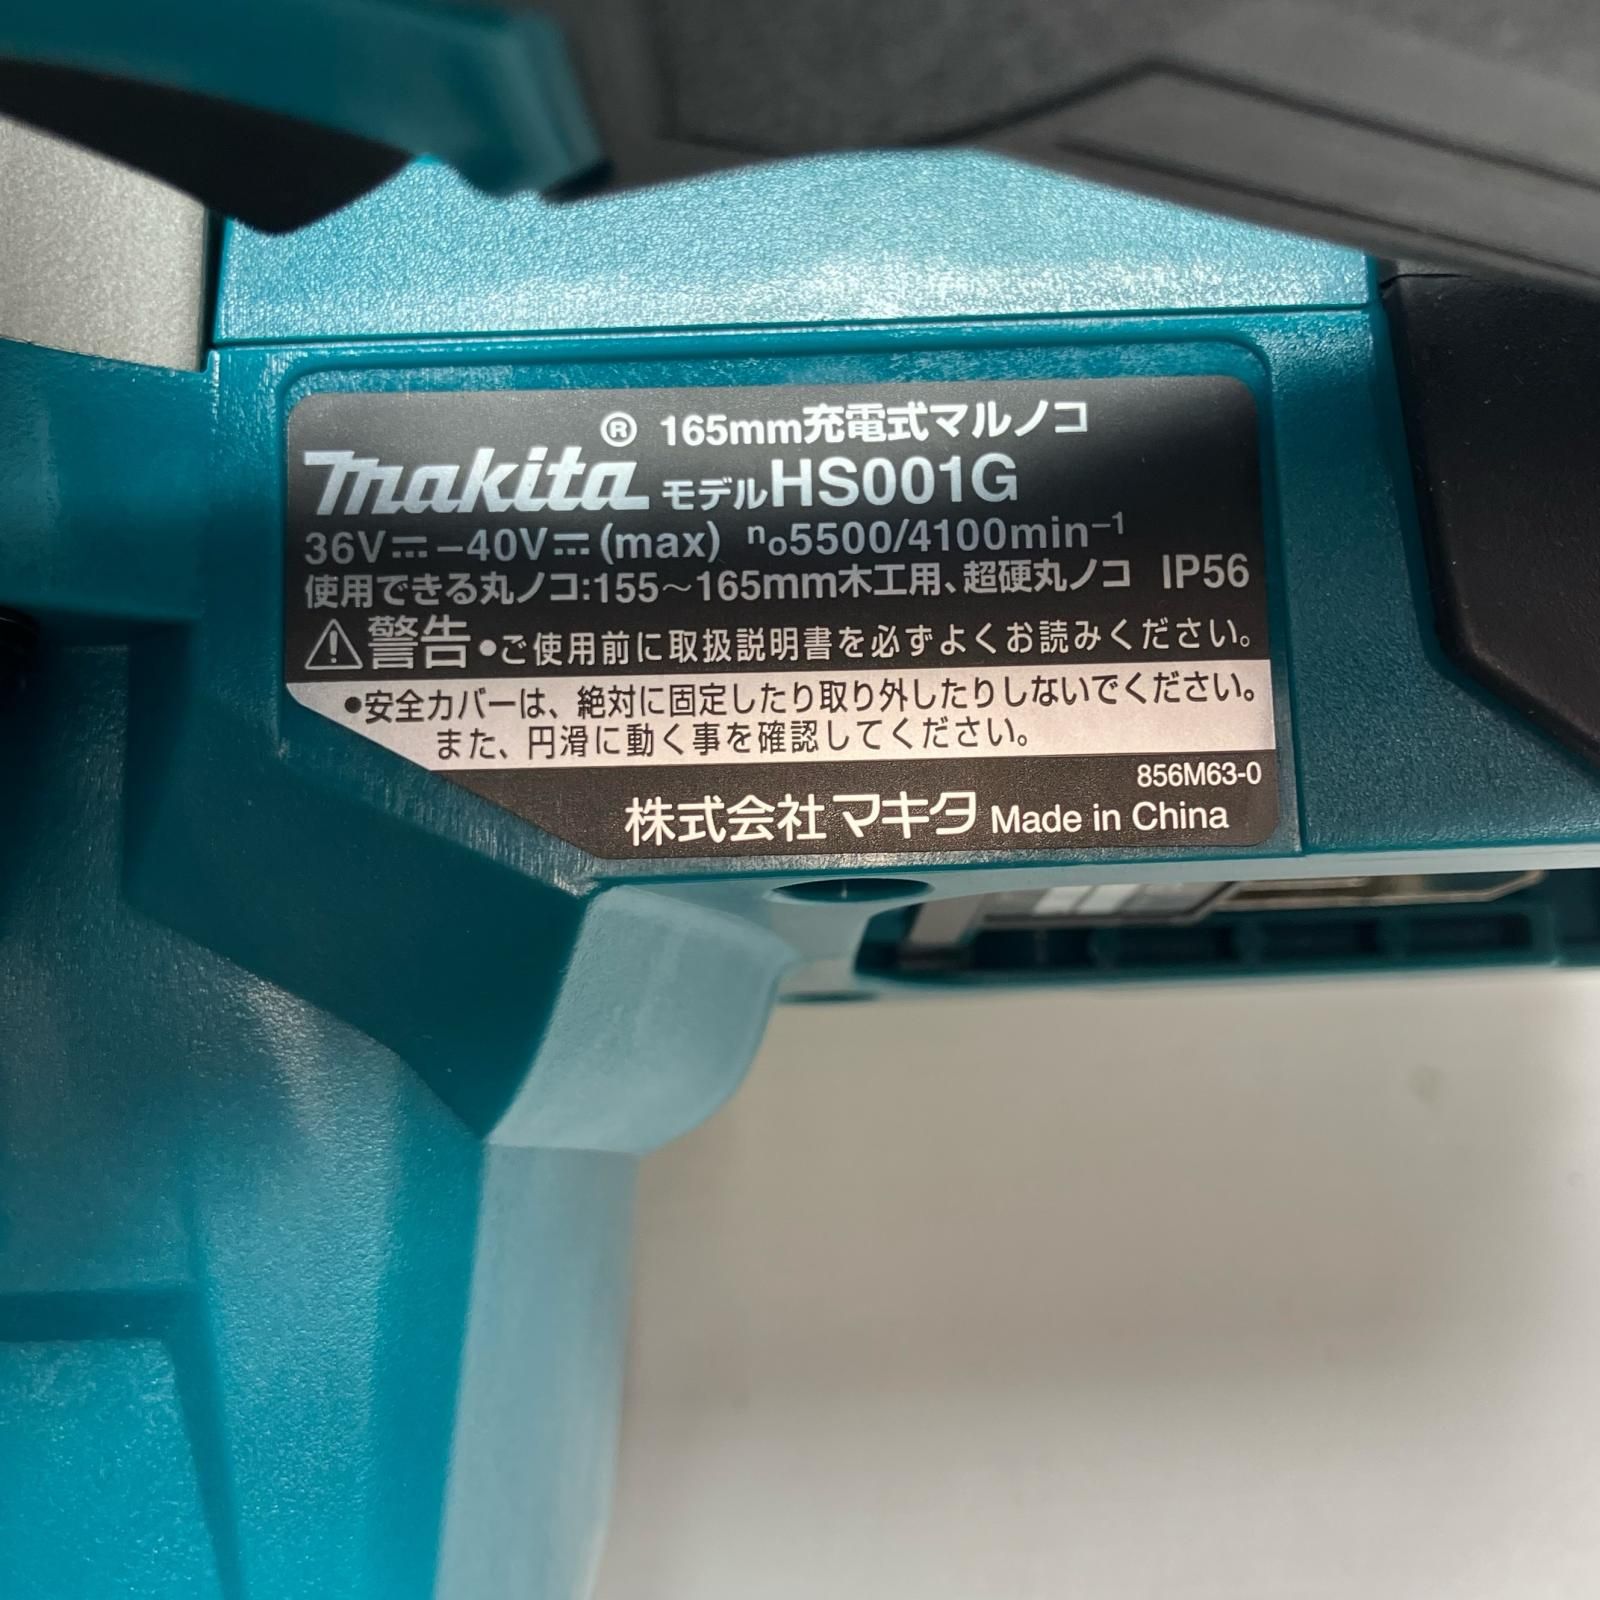 ® 165mm充電式マルノコ
makita モデルHS001G
36V⎓–40V⎓(max) n₀5500/4100min⁻¹
使用できる丸ノコ:155～165mm木工用、超硬丸ノコ IP56
⚠警告 •ご使用前に取扱説明書を必ずよくお読みください。
•安全カバーは、絶対に固定したり取り外したりしないでください。
また、円滑に動く事を確認してください。
856M63-0
株式会社マキタ Made in China